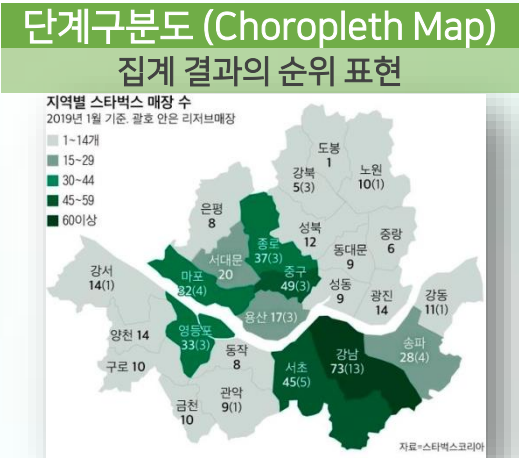 단계구분도 (Choropleth Map)
집계 결과의 순위 표현
지역별 스타벅스 매장 수
2019년 1월 기준. 괄호 안은 리저브매장
1~14개
15~29
30~44
45~59
60이상
도봉
1
강북
5(3)
노원
10(1)
은평
8
성북
12
중랑
6
종로
37(3)
동대문
9
서대문
20
강서
14(1)
마포
32(4)
중구
49(3)
성동
9
광진
14
강동
11(1)
용산 17(3)
양천 14
영등포
33(3)
동작
8
강남
73(13)
송파
28(4)
구로 10
서초
45(5)
관악
9(1)
금천
10
자료=스타벅스코리아